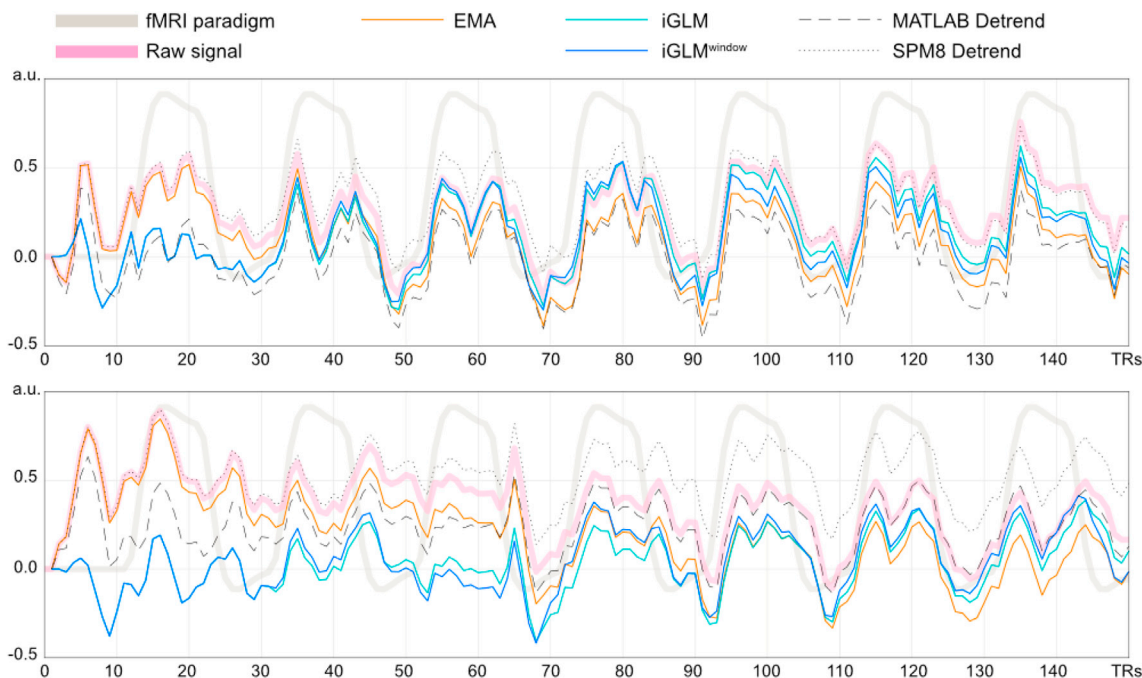 fMRI paradigm EMA iGLM MATLAB Detrend
Raw signal iGLMwindow SPM8 Detrend
a.u.
0.5
0.0
-0.5
0 10 20 30 40 50 60 70 80 90 100 110 120 130 140 TRs
a.u.
0.5
0.0
-0.5
0 10 20 30 40 50 60 70 80 90 100 110 120 130 140 TRs